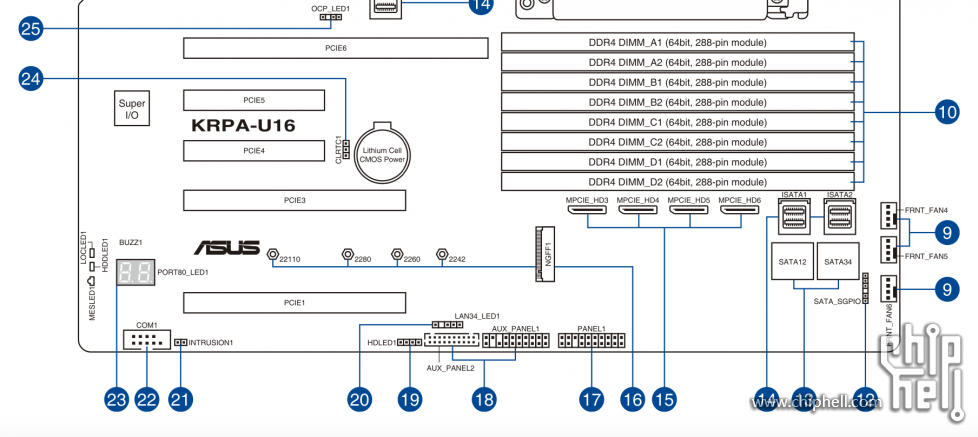 OCP_LED1
14
25
PCIE6
DDR4 DIMM_A1 (64bit, 288-pin module)
DDR4 DIMM_A2 (64bit, 288-pin module)
24
DDR4 DIMM_B1 (64bit, 288-pin module)
Super
I/O
PCIE5
DDR4 DIMM_B2 (64bit, 288-pin module)
10
KRPA-U16
DDR4 DIMM_C1 (64bit, 288-pin module)
CLRTC1
PCIE4
Lithium Cell
CMOS Power
DDR4 DIMM_C2 (64bit, 288-pin module)
DDR4 DIMM_D1 (64bit, 288-pin module)
DDR4 DIMM_D2 (64bit, 288-pin module)
PCIE3
MPCIE_HD3
MPCIE_HD4
MPCIE_HD5
MPCIE_HD6
ISATA1
ISATA2
FRNT_FAN4
9
FRNT_FAN5
LOCLED1
HDDLED1
BUZZ1
ASUS
22110
2280
2260
2242
NGFF1
SATA12
SATA34
88
PORT80_LED1
MESLED1
PCIE1
SATA_SGPIO
9
FRNT_FAN6
LAN34_LED1
COM1
INTRUSION1
HDLED1
AUX_PANEL1
PANEL1
AUX_PANEL2
23
22
21
20
19
18
17
16
15
14
13
12
www.chiphell.com
chip
hell